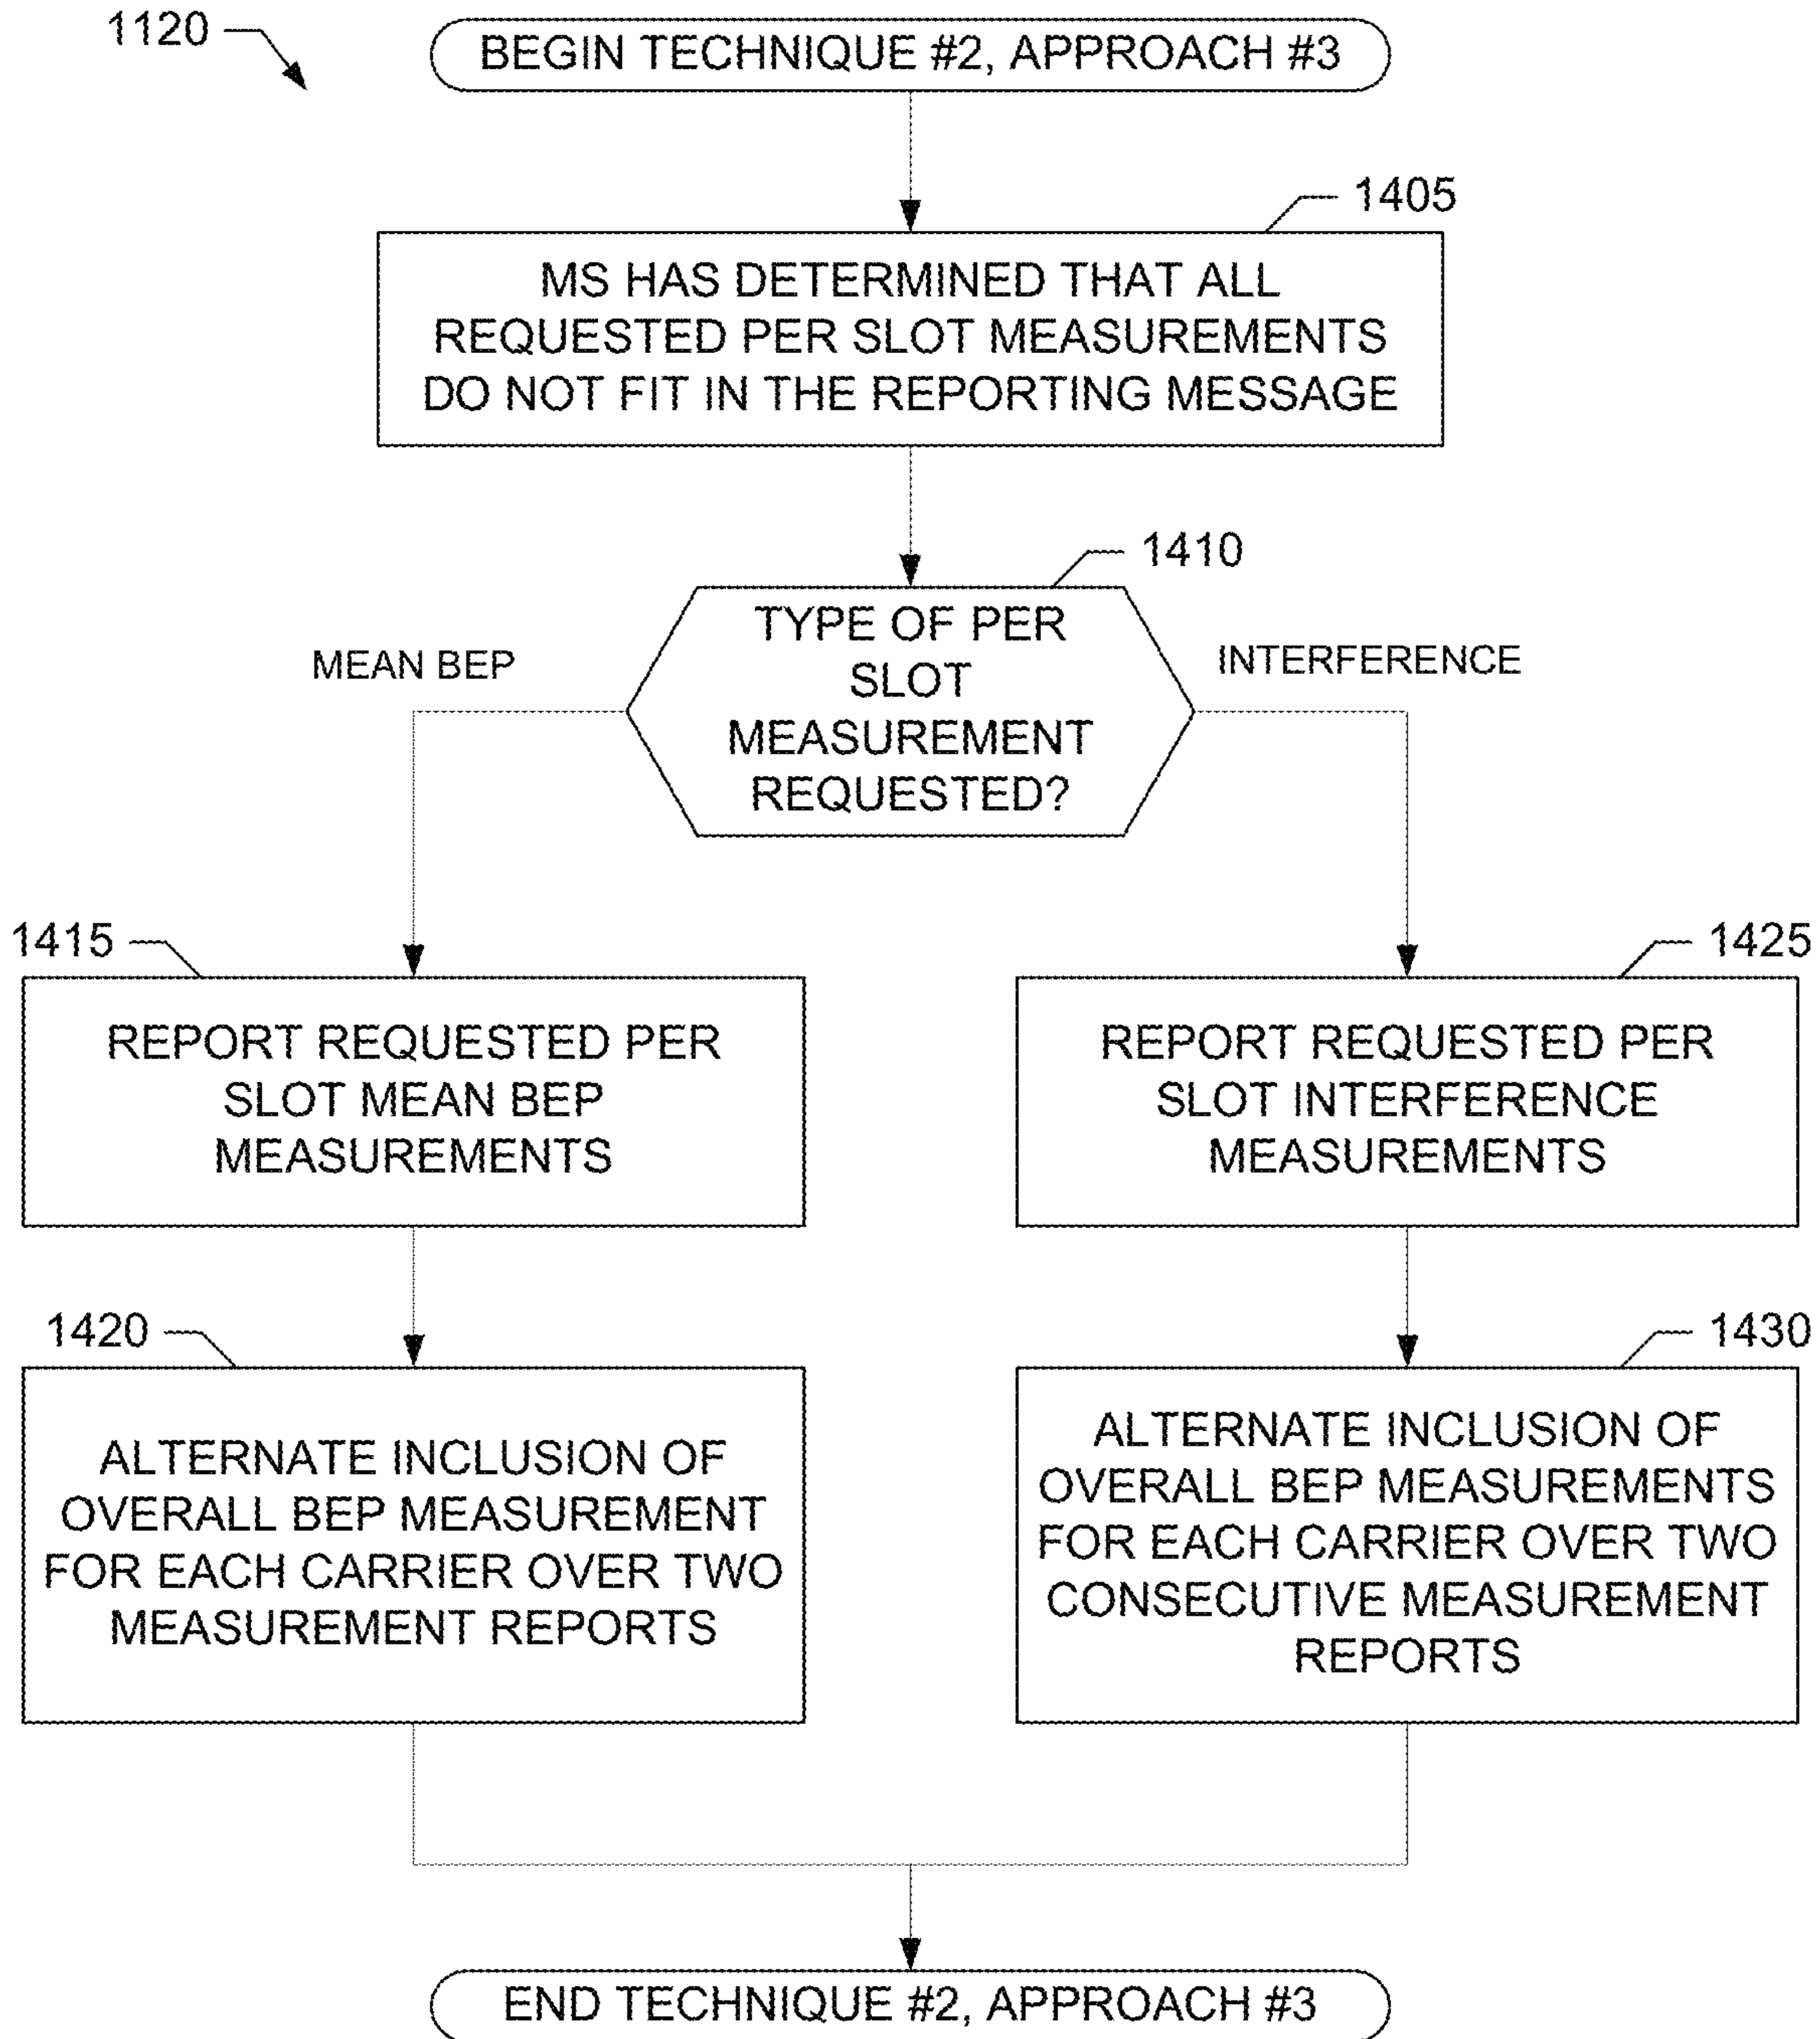 1120
BEGIN TECHNIQUE #2, APPROACH #3
1405
MS HAS DETERMINED THAT ALL
REQUESTED PER SLOT MEASUREMENTS
DO NOT FIT IN THE REPORTING MESSAGE
1410
TYPE OF PER
SLOT
MEASUREMENT
REQUESTED?
MEAN BEP
INTERFERENCE
1415
REPORT REQUESTED PER
SLOT MEAN BEP
MEASUREMENTS
1425
REPORT REQUESTED PER
SLOT INTERFERENCE
MEASUREMENTS
1420
ALTERNATE INCLUSION OF
OVERALL BEP MEASUREMENT
FOR EACH CARRIER OVER TWO
MEASUREMENT REPORTS
1430
ALTERNATE INCLUSION OF
OVERALL BEP MEASUREMENTS
FOR EACH CARRIER OVER TWO
CONSECUTIVE MEASUREMENT
REPORTS
END TECHNIQUE #2, APPROACH #3